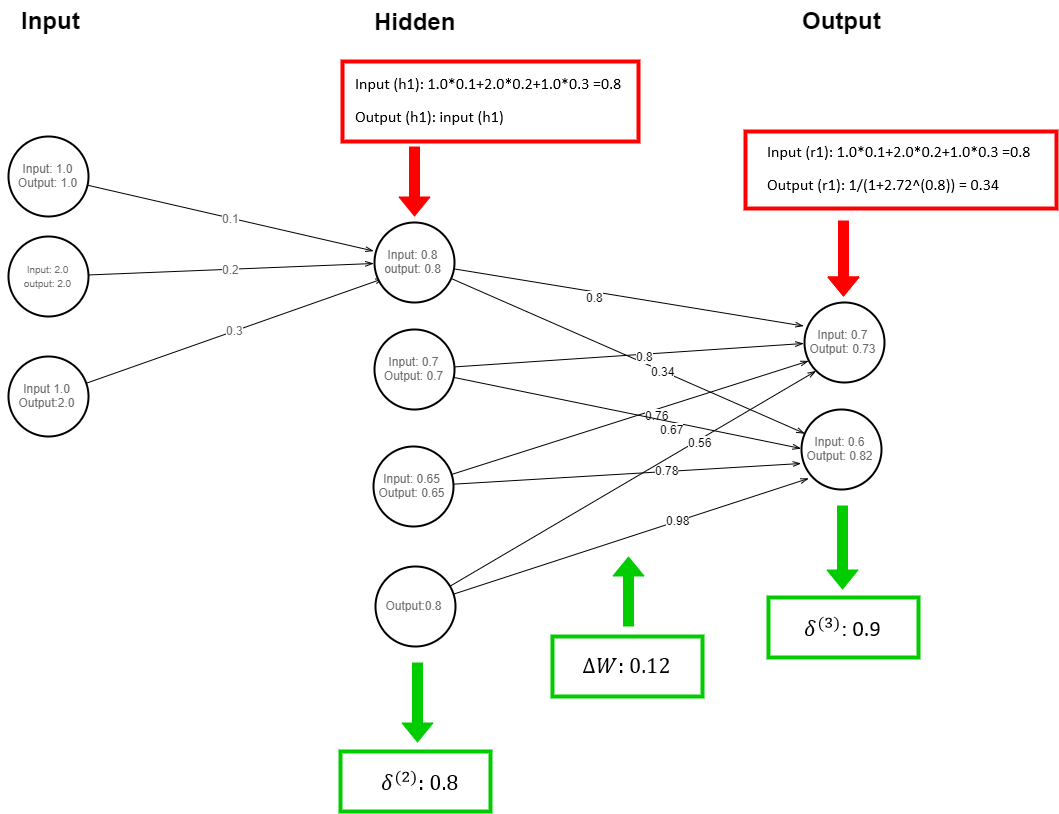 Input
Hidden
Output
Input (h1): 1.0*0.1+2.0*0.2+1.0*0.3 =0.8
Output (h1): input (h1)
Input (r1): 1.0*0.1+2.0*0.2+1.0*0.3 =0.8
Output (r1): 1/(1+2.72^(0.8)) = 0.34
Input: 1.0
Output: 1.0
Input: 2.0
output: 2.0
Input 1.0
Output:2.0
0.1
0.2
0.3
Input: 0.8
output: 0.8
Input: 0.7
Output: 0.7
Input: 0.65
Output: 0.65
Output:0.8
0.8
0.8
0.34
0.76
0.67
0.56
0.78
0.98
Input: 0.7
Output: 0.73
Input: 0.6
Output: 0.82
δ⁽³⁾: 0.9
ΔW: 0.12
δ⁽²⁾: 0.8